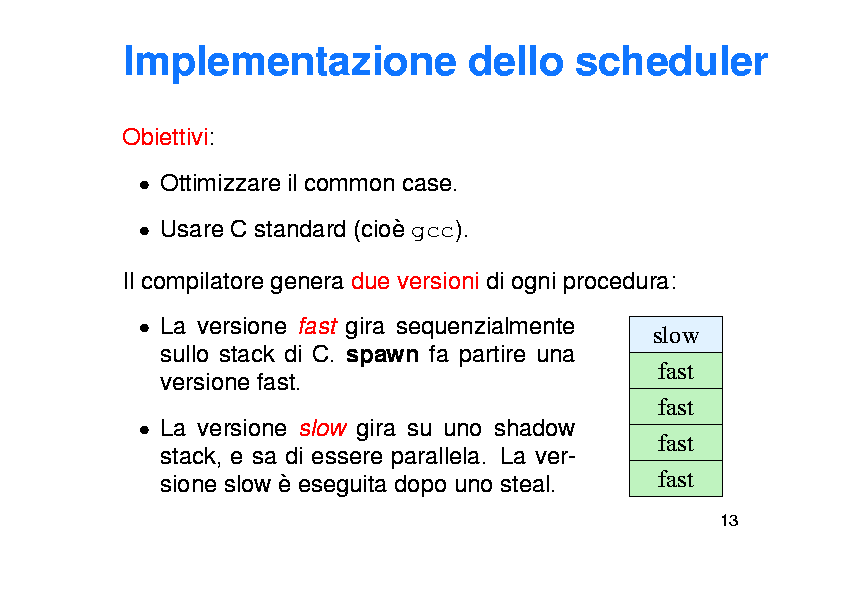 Implementazione dello scheduler
Obiettivi:
• Ottimizzare il common case.
• Usare C standard (cioè gcc).
Il compilatore genera due versioni di ogni procedura:
• La versione fast gira sequenzialmente
sullo stack di C. spawn fa partire una
versione fast.
• La versione slow gira su uno shadow
stack, e sa di essere parallela. La ver-
sione slow è eseguita dopo uno steal.
slow
fast
fast
fast
fast
13